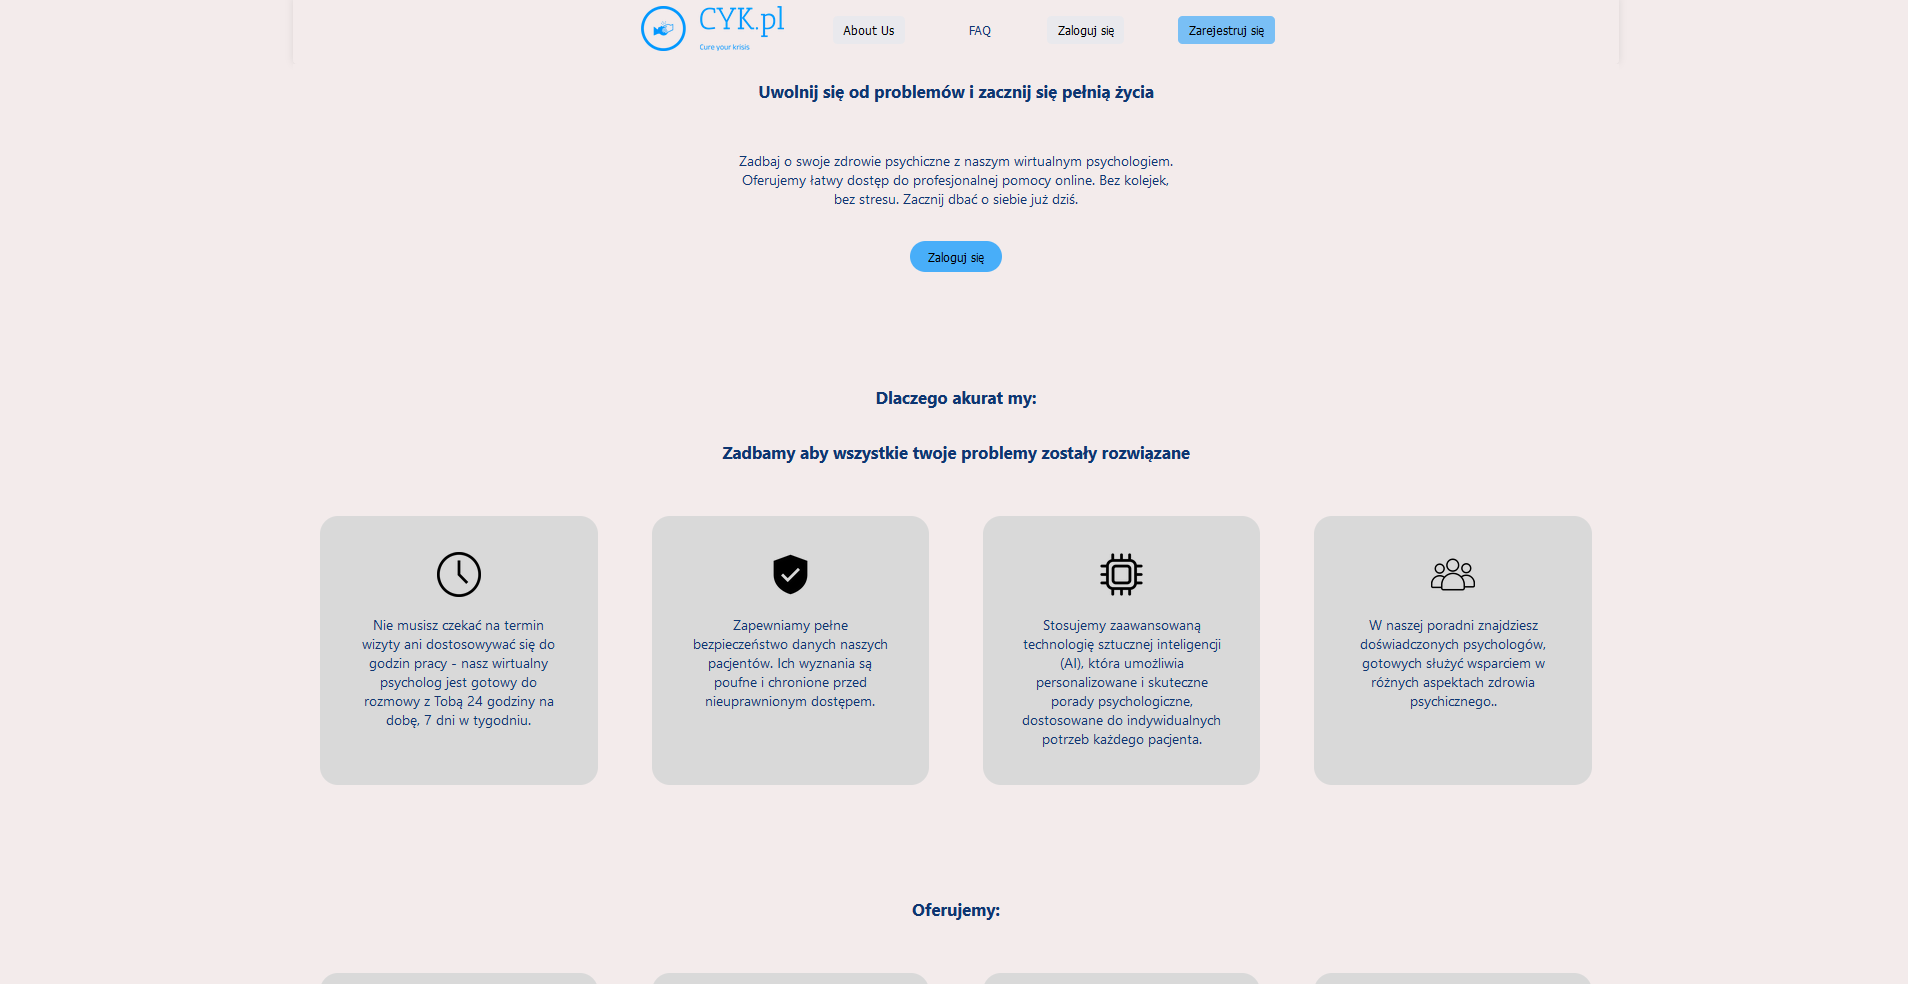 CYK.pl
Cure your krisis
About Us
FAQ
Zaloguj się
Zarejestruj się
Uwolnij się od problemów i zacznij się pełnią życia
Zadbaj o swoje zdrowie psychiczne z naszym wirtualnym psychologiem.
Oferujemy łatwy dostęp do profesjonalnej pomocy online. Bez kolejek,
bez stresu. Zacznij dbać o siebie już dziś.
Zaloguj się
Dlaczego akurat my:
Zadbamy aby wszystkie twoje problemy zostały rozwiązane
Nie musisz czekać na termin
wizyty ani dostosowywać się do
godzin pracy - nasz wirtualny
psycholog jest gotowy do
rozmowy z Tobą 24 godziny na
dobę, 7 dni w tygodniu.
Zapewniamy pełne
bezpieczeństwo danych naszych
pacjentów. Ich wyznania są
poufne i chronione przed
nieuprawnionym dostępem.
Stosujemy zaawansowaną
technologię sztucznej inteligencji
(AI), która umożliwia
personalizowane i skuteczne
porady psychologiczne,
dostosowane do indywidualnych
potrzeb każdego pacjenta.
W naszej poradni znajdziesz
doświadczonych psychologów,
gotowych służyć wsparciem w
różnych aspektach zdrowia
psychicznego..
Oferujemy: